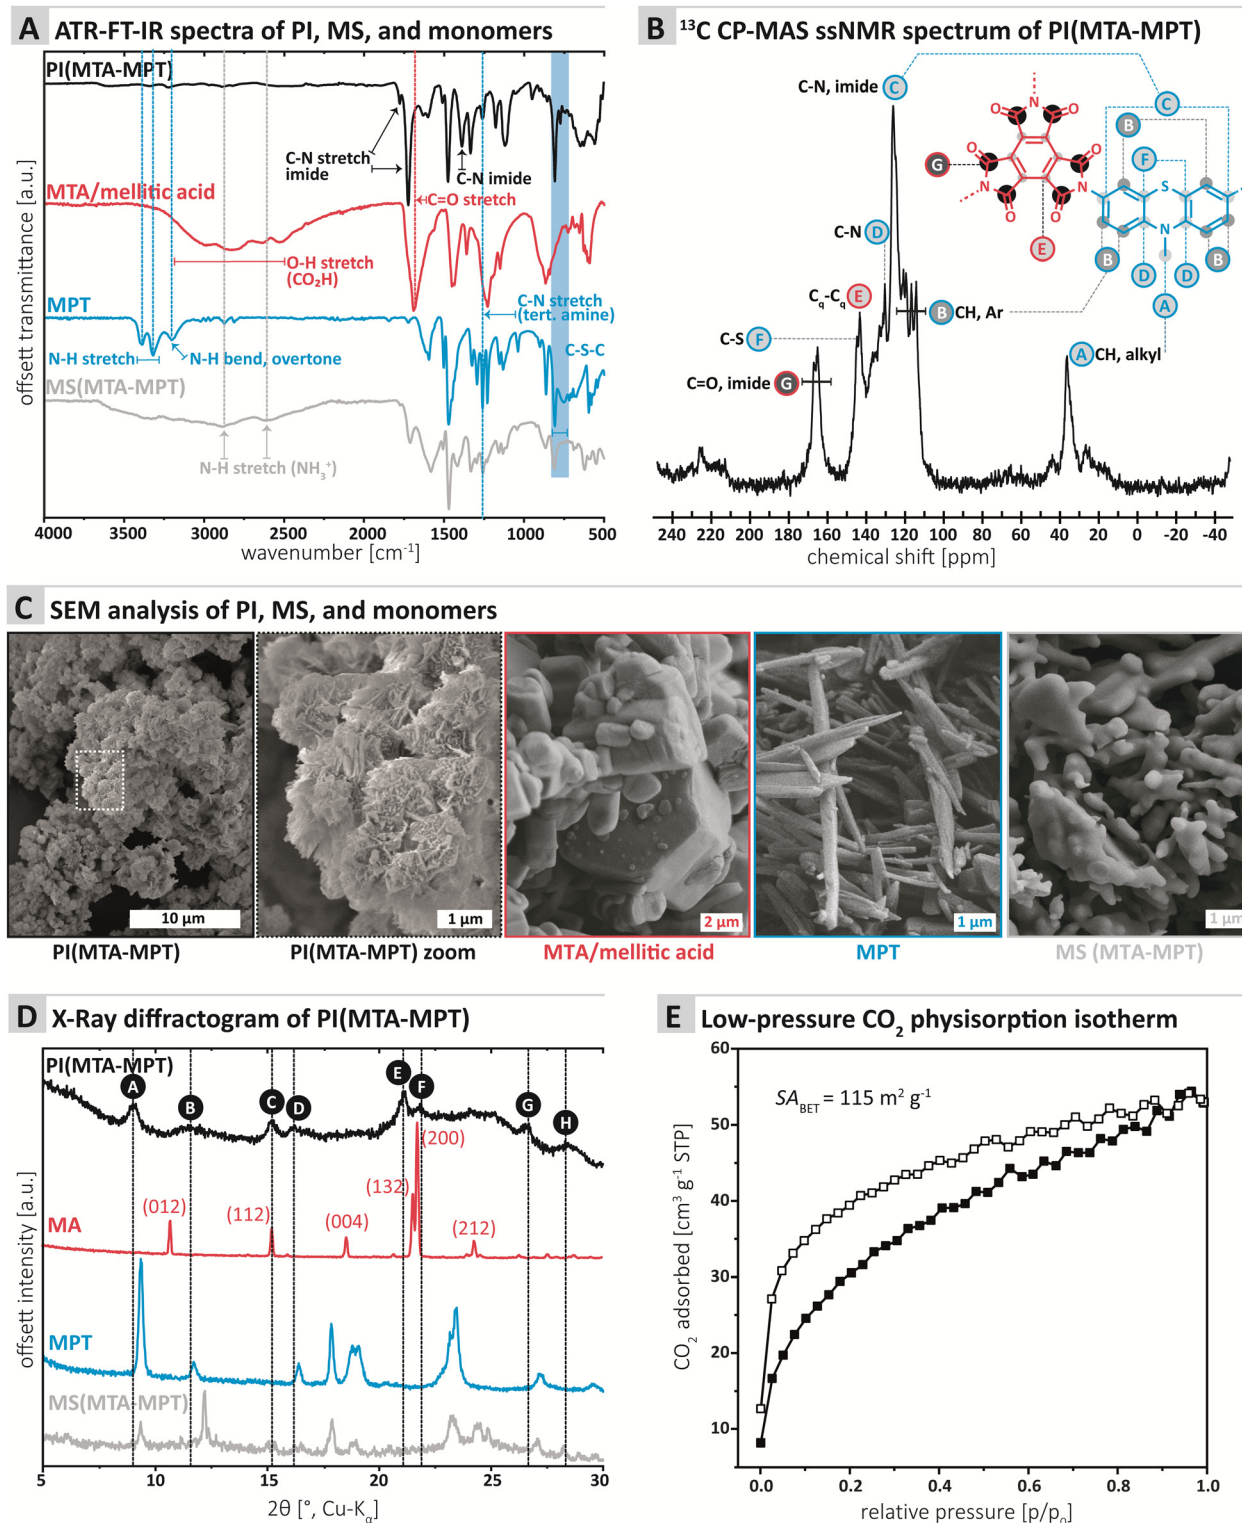 A ATR-FT-IR spectra of PI, MS, and monomers
PI(MTA-MPT)
C-N stretch
imide
C-N imide
MTA/mellitic acid
C=O stretch
O-H stretch
(CO₂H)
MPT
C-N stretch
(tert. amine)
N-H stretch
N-H bend, overtone
C-S-C
MS(MTA-MPT)
N-H stretch (NH₃⁺)
offsett transmittance [a.u.]
4000 3500 3000 2500 2000 1500 1000 500
wavenumber [cm⁻¹]
B ¹³C CP-MAS ssNMR spectrum of PI(MTA-MPT)
C-N, imide C
C
B
F
G
C-N D
E
B
D
D
B
A
O
O
N
O
O
N
O
O
N
S
N
Cq-Cq E
C-S F
B CH, Ar
C=O, imide G
A CH, alkyl
240 220 200 180 160 140 120 100 80 60 40 20 0 -20 -40
chemical shift [ppm]
C SEM analysis of PI, MS, and monomers
10 µm
1 µm
2 µm
1 µm
1 µm
PI(MTA-MPT)
PI(MTA-MPT) zoom
MTA/mellitic acid
MPT
MS (MTA-MPT)
D X-Ray diffractogram of PI(MTA-MPT)
PI(MTA-MPT)
A B C D E F G H
MA
(012)
(112)
(004)
(132)
(200)
(212)
MPT
MS(MTA-MPT)
offsett intensity [a.u.]
5 10 15 20 25 30
2θ [°, Cu-Kα]
E Low-pressure CO₂ physisorption isotherm
SA_BET = 115 m² g⁻¹
CO₂ adsorbed [cm³ g⁻¹ STP]
60
50
40
30
20
10
0.0 0.2 0.4 0.6 0.8 1.0
relative pressure [p/p₀]